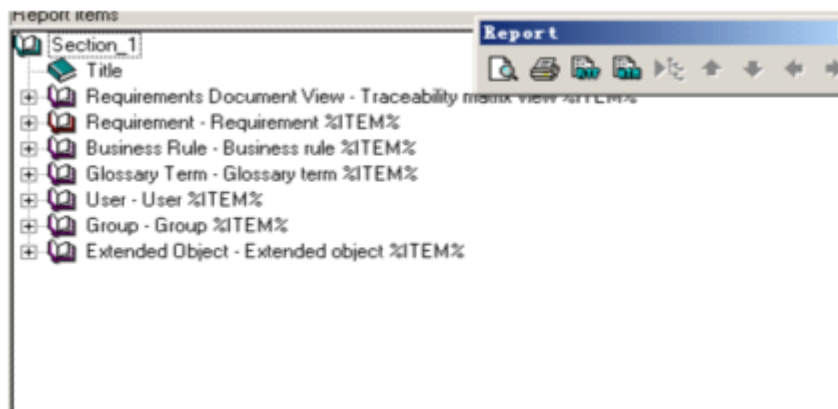 Report Items
Section_1
Report
Title
Requirements Document View - Traceability matrix view %ITEM%
Requirement - Requirement %ITEM%
Business Rule - Business rule %ITEM%
Glossary Term - Glossary term %ITEM%
User - User %ITEM%
Group - Group %ITEM%
Extended Object - Extended object %ITEM%